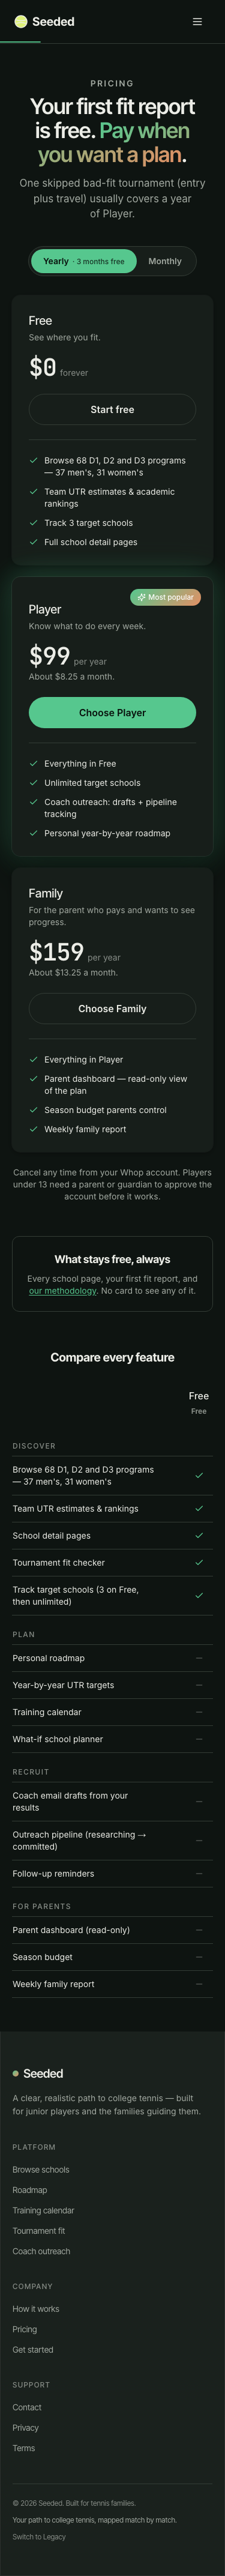 Seeded
PRICING
Your first fit report
is free. Pay when
you want a plan.
One skipped bad-fit tournament (entry
plus travel) usually covers a year
of Player.
Yearly · 3 months free
Monthly
Free
See where you fit.
$0 forever
Start free
Browse 68 D1, D2 and D3 programs
— 37 men's, 31 women's
Team UTR estimates & academic
rankings
Track 3 target schools
Full school detail pages
Most popular
Player
Know what to do every week.
$99 per year
About $8.25 a month.
Choose Player
Everything in Free
Unlimited target schools
Coach outreach: drafts + pipeline
tracking
Personal year-by-year roadmap
Family
For the parent who pays and wants to see
progress.
$159 per year
About $13.25 a month.
Choose Family
Everything in Player
Parent dashboard — read-only view
of the plan
Season budget parents control
Weekly family report
Cancel any time from your Whop account. Players
under 13 need a parent or guardian to approve the
account before it works.
What stays free, always
Every school page, your first fit report, and
our methodology. No card to see any of it.
Compare every feature
Free
Free
DISCOVER
Browse 68 D1, D2 and D3 programs
— 37 men's, 31 women's
Team UTR estimates & rankings
School detail pages
Tournament fit checker
Track target schools (3 on Free,
then unlimited)
PLAN
Personal roadmap —
Year-by-year UTR targets —
Training calendar —
What-if school planner —
RECRUIT
Coach email drafts from your
results —
Outreach pipeline (researching →
committed) —
Follow-up reminders —
FOR PARENTS
Parent dashboard (read-only) —
Season budget —
Weekly family report —
Seeded
A clear, realistic path to college tennis — built
for junior players and the families guiding them.
PLATFORM
Browse schools
Roadmap
Training calendar
Tournament fit
Coach outreach
COMPANY
How it works
Pricing
Get started
SUPPORT
Contact
Privacy
Terms
© 2026 Seeded. Built for tennis families.
Your path to college tennis, mapped match by match.
Switch to Legacy